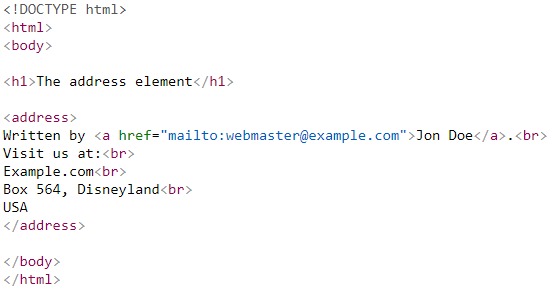 <!DOCTYPE html>
<html>
<body>
<h1>The address element</h1>
<address>
Written by <a href="mailto:webmaster@example.com">Jon Doe</a>.<br>
Visit us at:<br>
Example.com<br>
Box 564, Disneyland<br>
USA
</address>
</body>
</html>